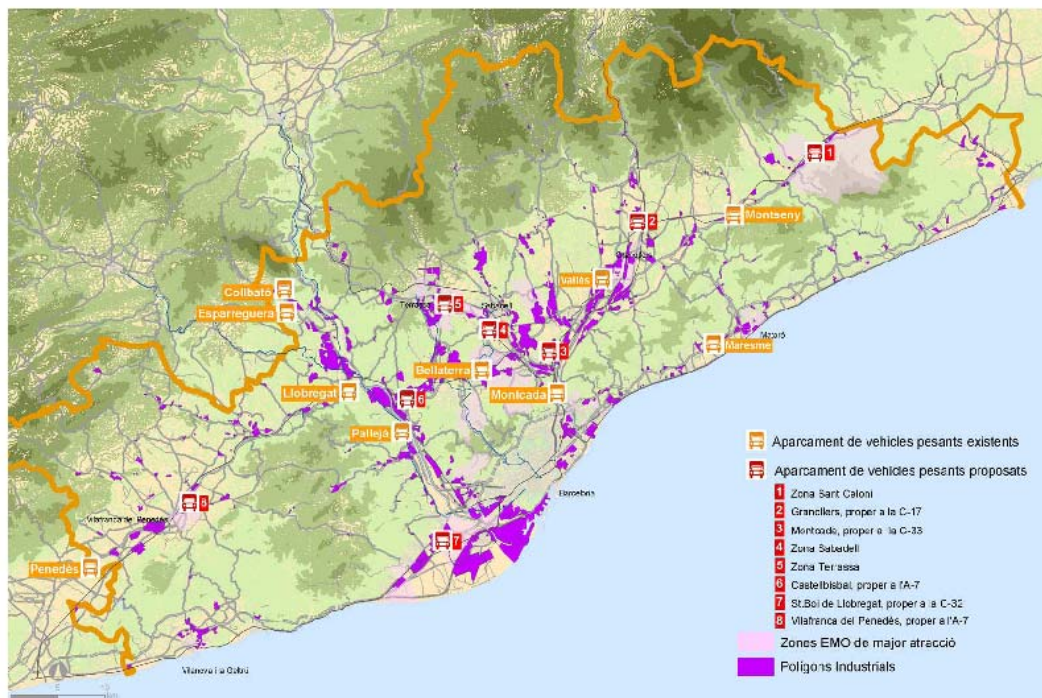 1
2
Montseny
Granollers
Vallès
Collbató
Terrassa
5
Sabadell
Esparreguera
4
Mataró
Maresme
3
Bellaterra
Llobregat
6
Montcada
Pallejà
Barcelona
8
Vilafranca del Penedès
7
Penedès
Vilanova i la Geltrú
5
10
km
Aparcament de vehicles pesants existents
Aparcament de vehicles pesants proposats
1 Zona Sant Celoni
2 Granollers, proper a la C-17
3 Montcada, proper a la C-33
4 Zona Sabadell
5 Zona Terrassa
6 Castellbisbal, proper a l'A-7
7 St.Boi de Llobregat, proper a la C-32
8 Vilafranca del Penedés, proper a l'A-7
Zones EMO de major atracció
Polígons Industrials